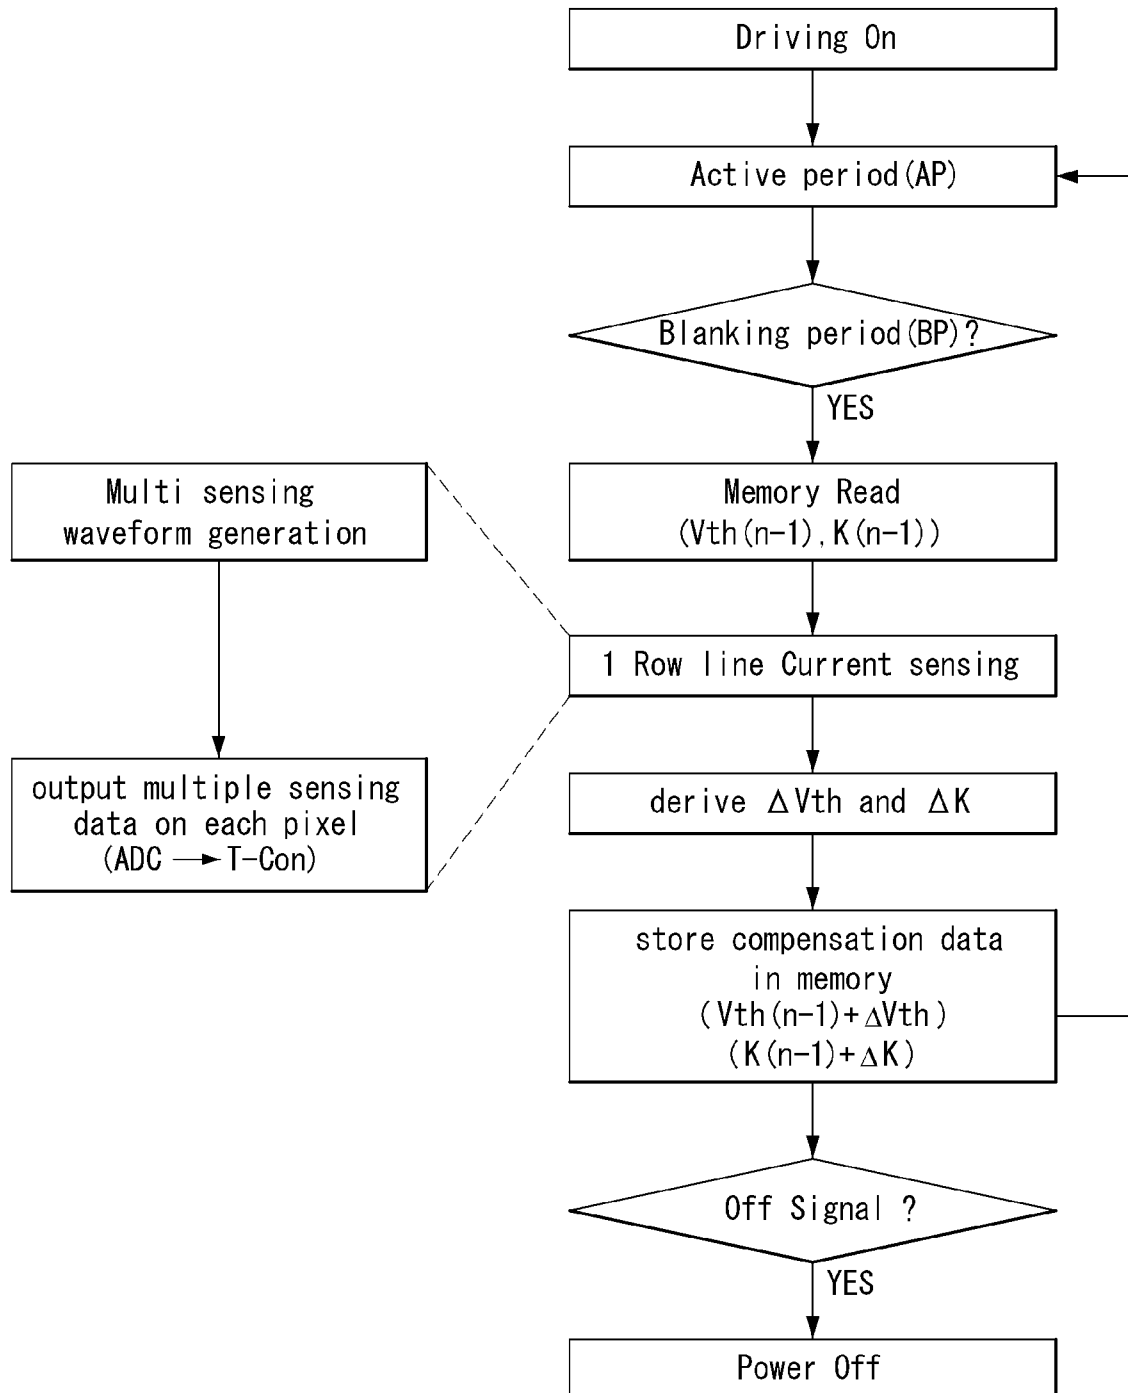 Driving On
Active period(AP)
Blanking period(BP)?
YES
Memory Read
(Vth(n-1),K(n-1))
Multi sensing
waveform generation
1 Row line Current sensing
output multiple sensing
data on each pixel
(ADC → T-Con)
derive ΔVth and ΔK
store compensation data
in memory
(Vth(n-1)+ΔVth)
(K(n-1)+ΔK)
Off Signal ?
YES
Power Off